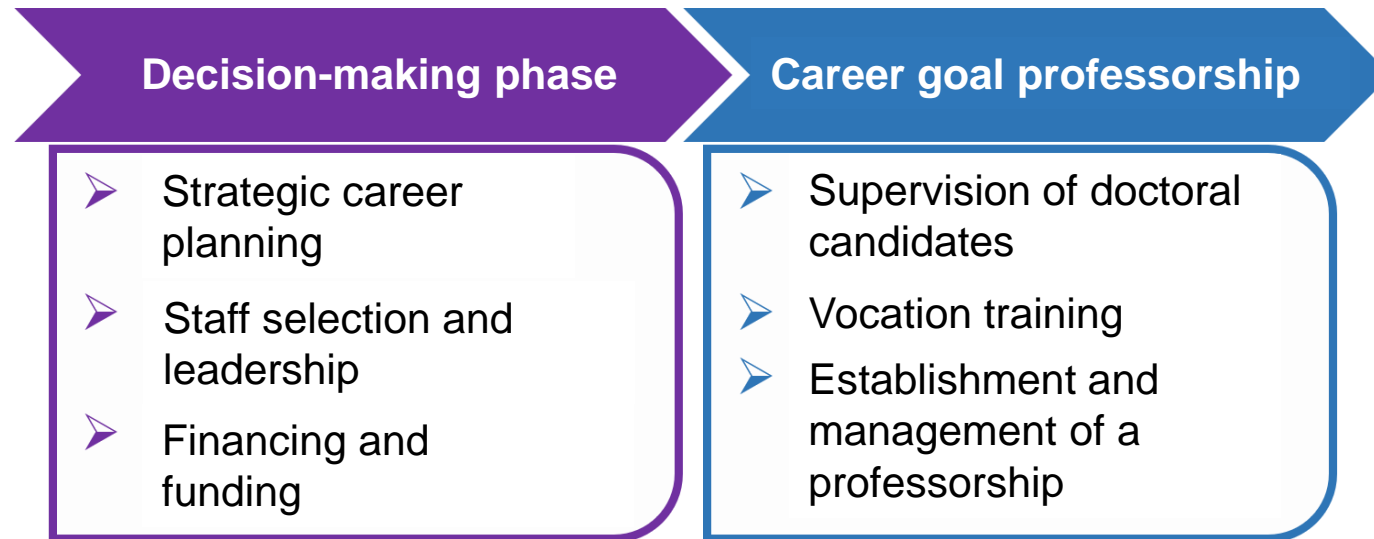 Decision-making phase
Career goal professorship
Strategic career
planning
Staff selection and
leadership
Financing and
funding
Supervision of doctoral
candidates
Vocation training
Establishment and
management of a
professorship